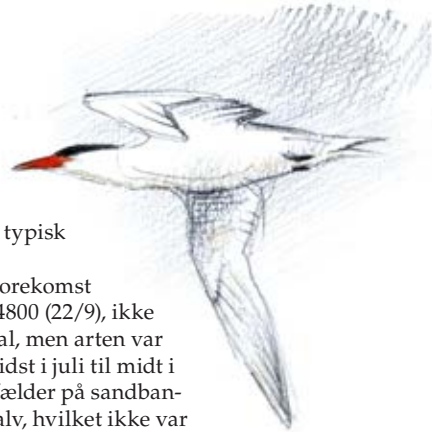 typisk
orekomst
4800 (22/9), ikke
al, men arten var
idst i juli til midt i
ælder på sandban-
alv, hvilket ikke var